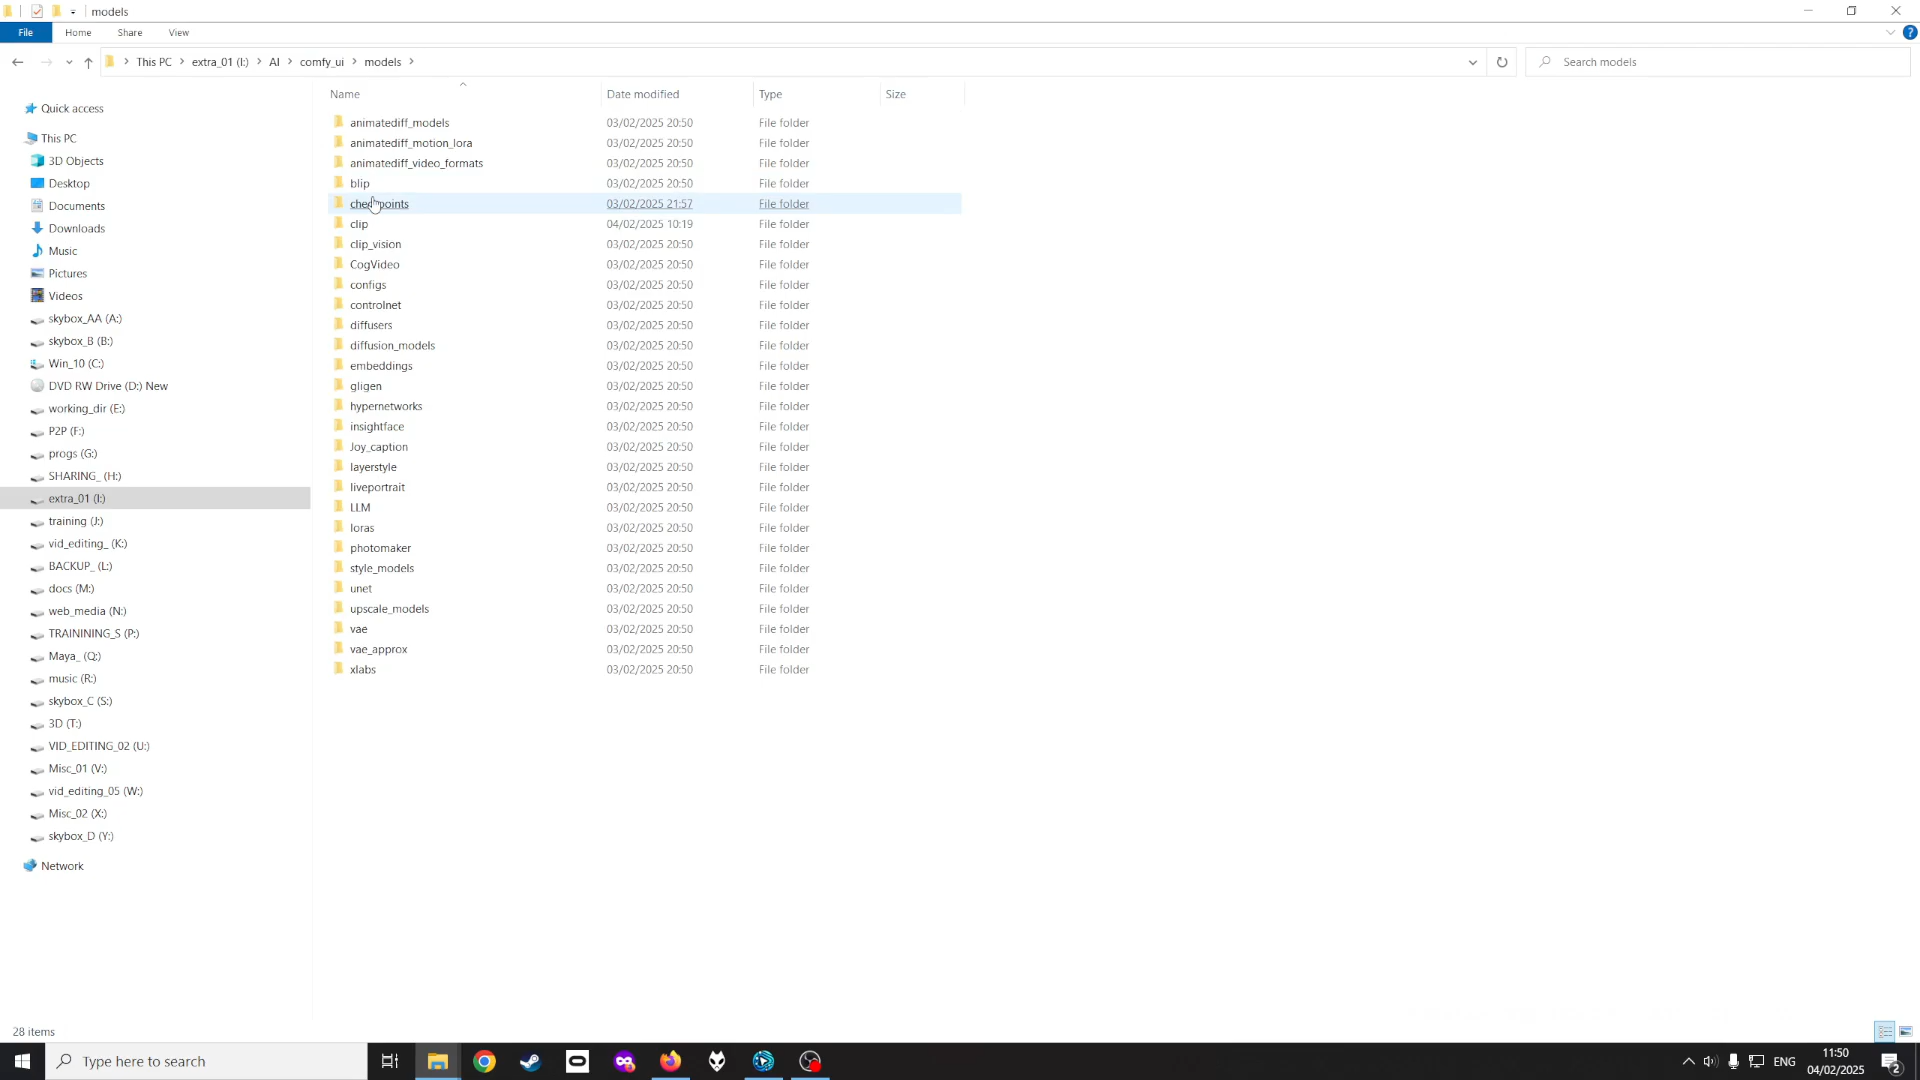 models
File
Home
Share
View
This PC
extra_01 (I:)
AI
comfy_ui
models
Search models
Name
Date modified
Type
Size
Quick access
This PC
3D Objects
Desktop
Documents
Downloads
Music
Pictures
Videos
skybox_AA (A:)
skybox_B (B:)
Win_10 (C:)
DVD RW Drive (D:) New
working_dir (E:)
P2P (F:)
progs (G:)
SHARING_ (H:)
extra_01 (I:)
training (J:)
vid_editing_ (K:)
BACKUP_ (L:)
docs (M:)
web_media (N:)
TRAINING_S (P:)
Maya_ (Q:)
music (R:)
skybox_C (S:)
3D (T:)
VID_EDITING_02 (U:)
Misc_01 (V:)
vid_editing_05 (W:)
Misc_02 (X:)
skybox_D (Y:)
Network
animatediff_models 03/02/2025 20:50 File folder
animatediff_motion_lora 03/02/2025 20:50 File folder
animatediff_video_formats 03/02/2025 20:50 File folder
blip 03/02/2025 20:50 File folder
checkpoints 03/02/2025 21:57 File folder
clip 04/02/2025 10:19 File folder
clip_vision 03/02/2025 20:50 File folder
CogVideo 03/02/2025 20:50 File folder
configs 03/02/2025 20:50 File folder
controlnet 03/02/2025 20:50 File folder
diffusers 03/02/2025 20:50 File folder
diffusion_models 03/02/2025 20:50 File folder
embeddings 03/02/2025 20:50 File folder
gligen 03/02/2025 20:50 File folder
hypernetworks 03/02/2025 20:50 File folder
insightface 03/02/2025 20:50 File folder
Joy_caption 03/02/2025 20:50 File folder
layerstyle 03/02/2025 20:50 File folder
liveportrait 03/02/2025 20:50 File folder
LLM 03/02/2025 20:50 File folder
loras 03/02/2025 20:50 File folder
photomaker 03/02/2025 20:50 File folder
style_models 03/02/2025 20:50 File folder
unet 03/02/2025 20:50 File folder
upscale_models 03/02/2025 20:50 File folder
vae 03/02/2025 20:50 File folder
vae_approx 03/02/2025 20:50 File folder
xlabs 03/02/2025 20:50 File folder
28 items
Type here to search
ENG
11:50
04/02/2025
2